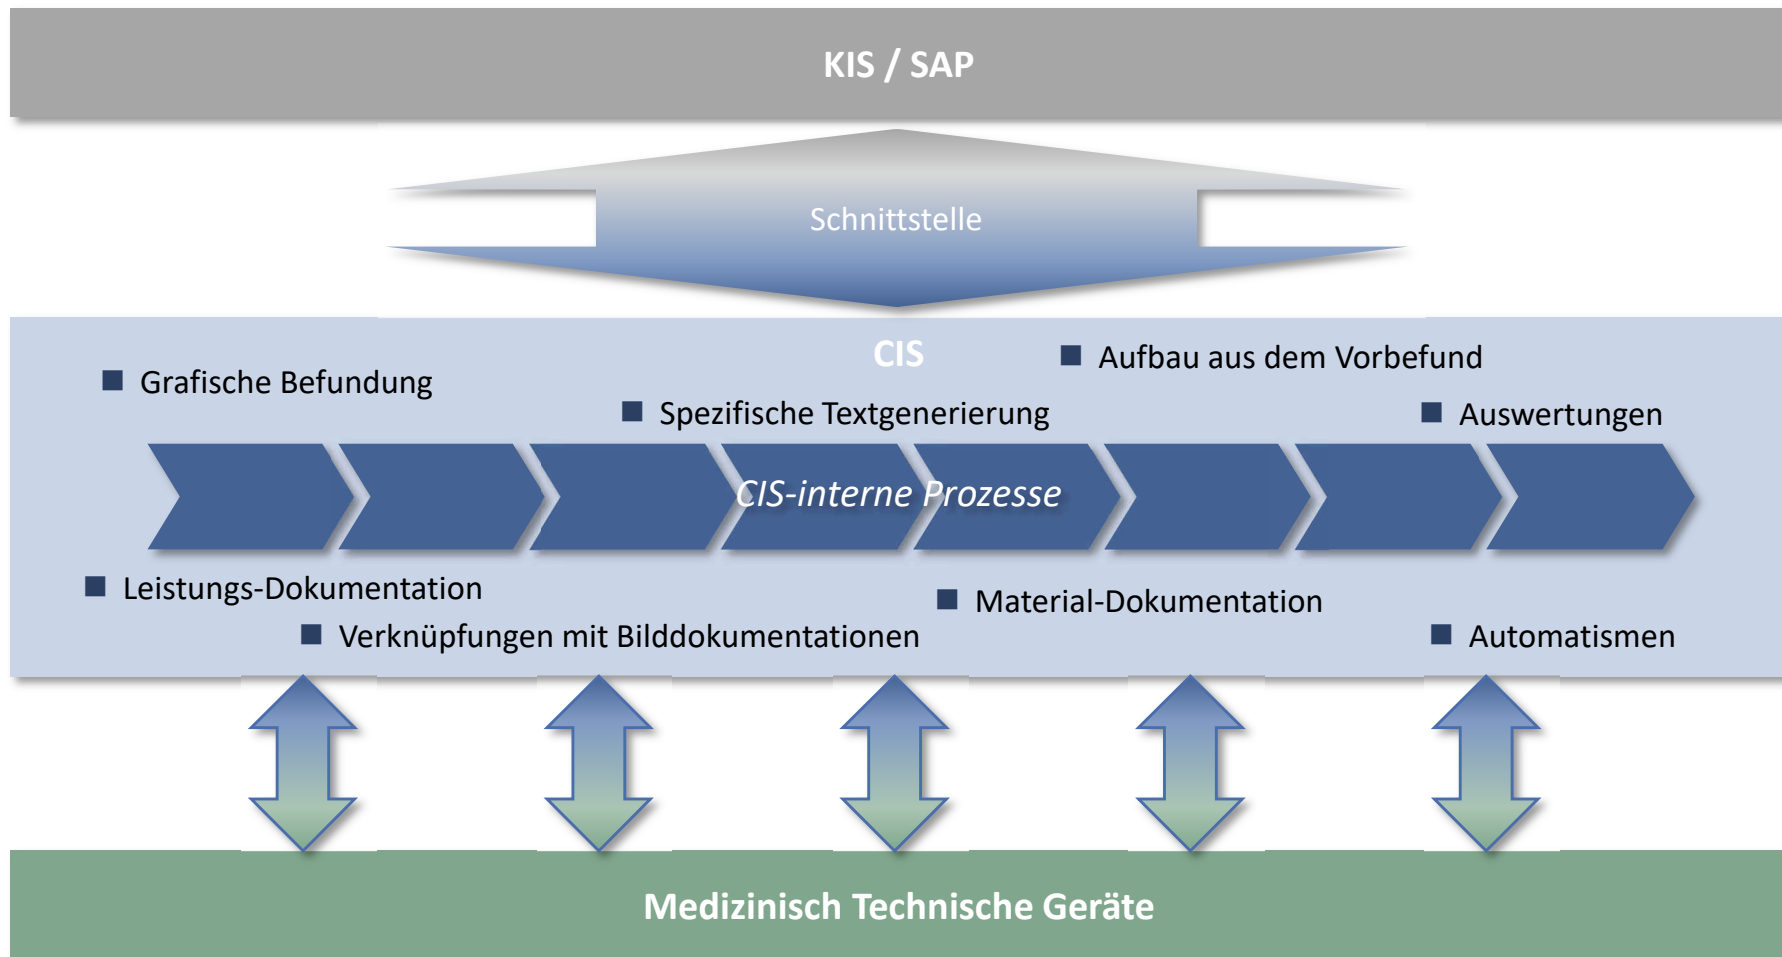 KIS / SAP
Schnittstelle
CIS
■ Grafische Befundung
■ Aufbau aus dem Vorbefund
■ Spezifische Textgenerierung
■ Auswertungen
CIS-interne Prozesse
■ Leistungs-Dokumentation
■ Material-Dokumentation
■ Verknüpfungen mit Bilddokumentationen
■ Automatismen
Medizinisch Technische Geräte